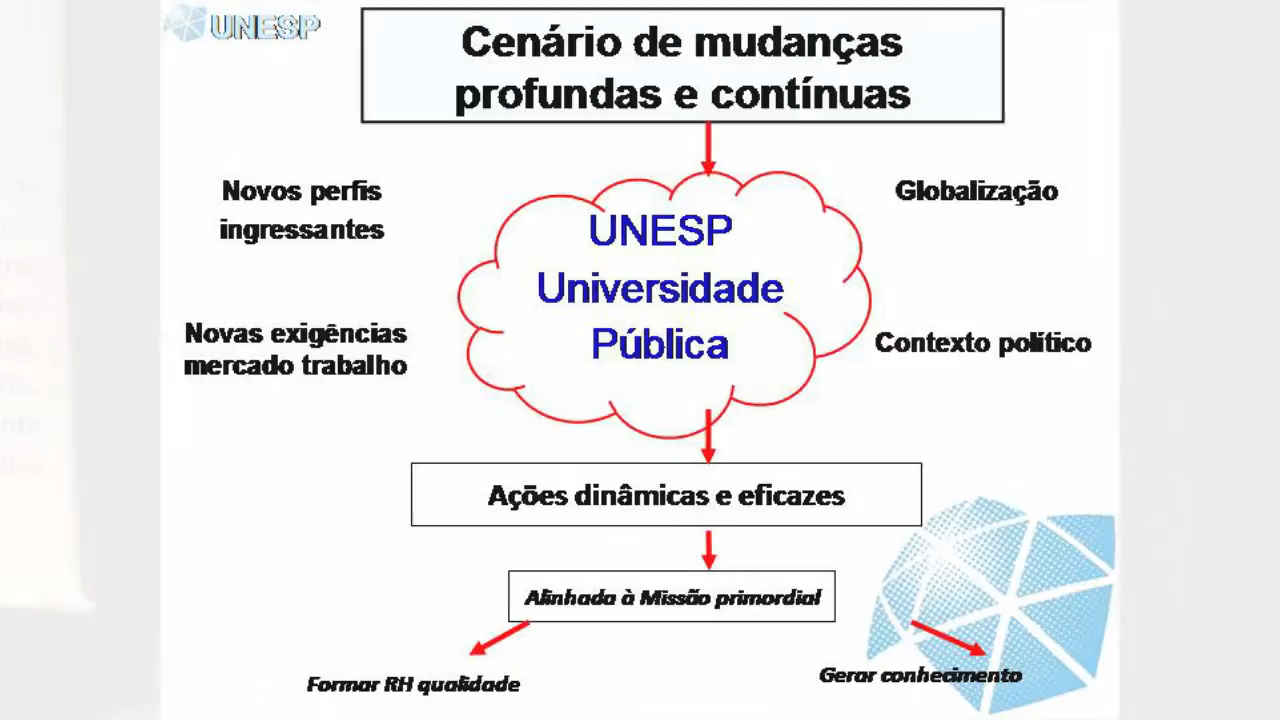 UNESP
Cenário de mudanças
profundas e contínuas
Novos perfis
ingressantes
Globalização
UNESP
Universidade
Pública
Novas exigências
mercado trabalho
Contexto político
Ações dinâmicas e eficazes
Alinhada à Missão primordial
Formar RH qualidade
Gerar conhecimento